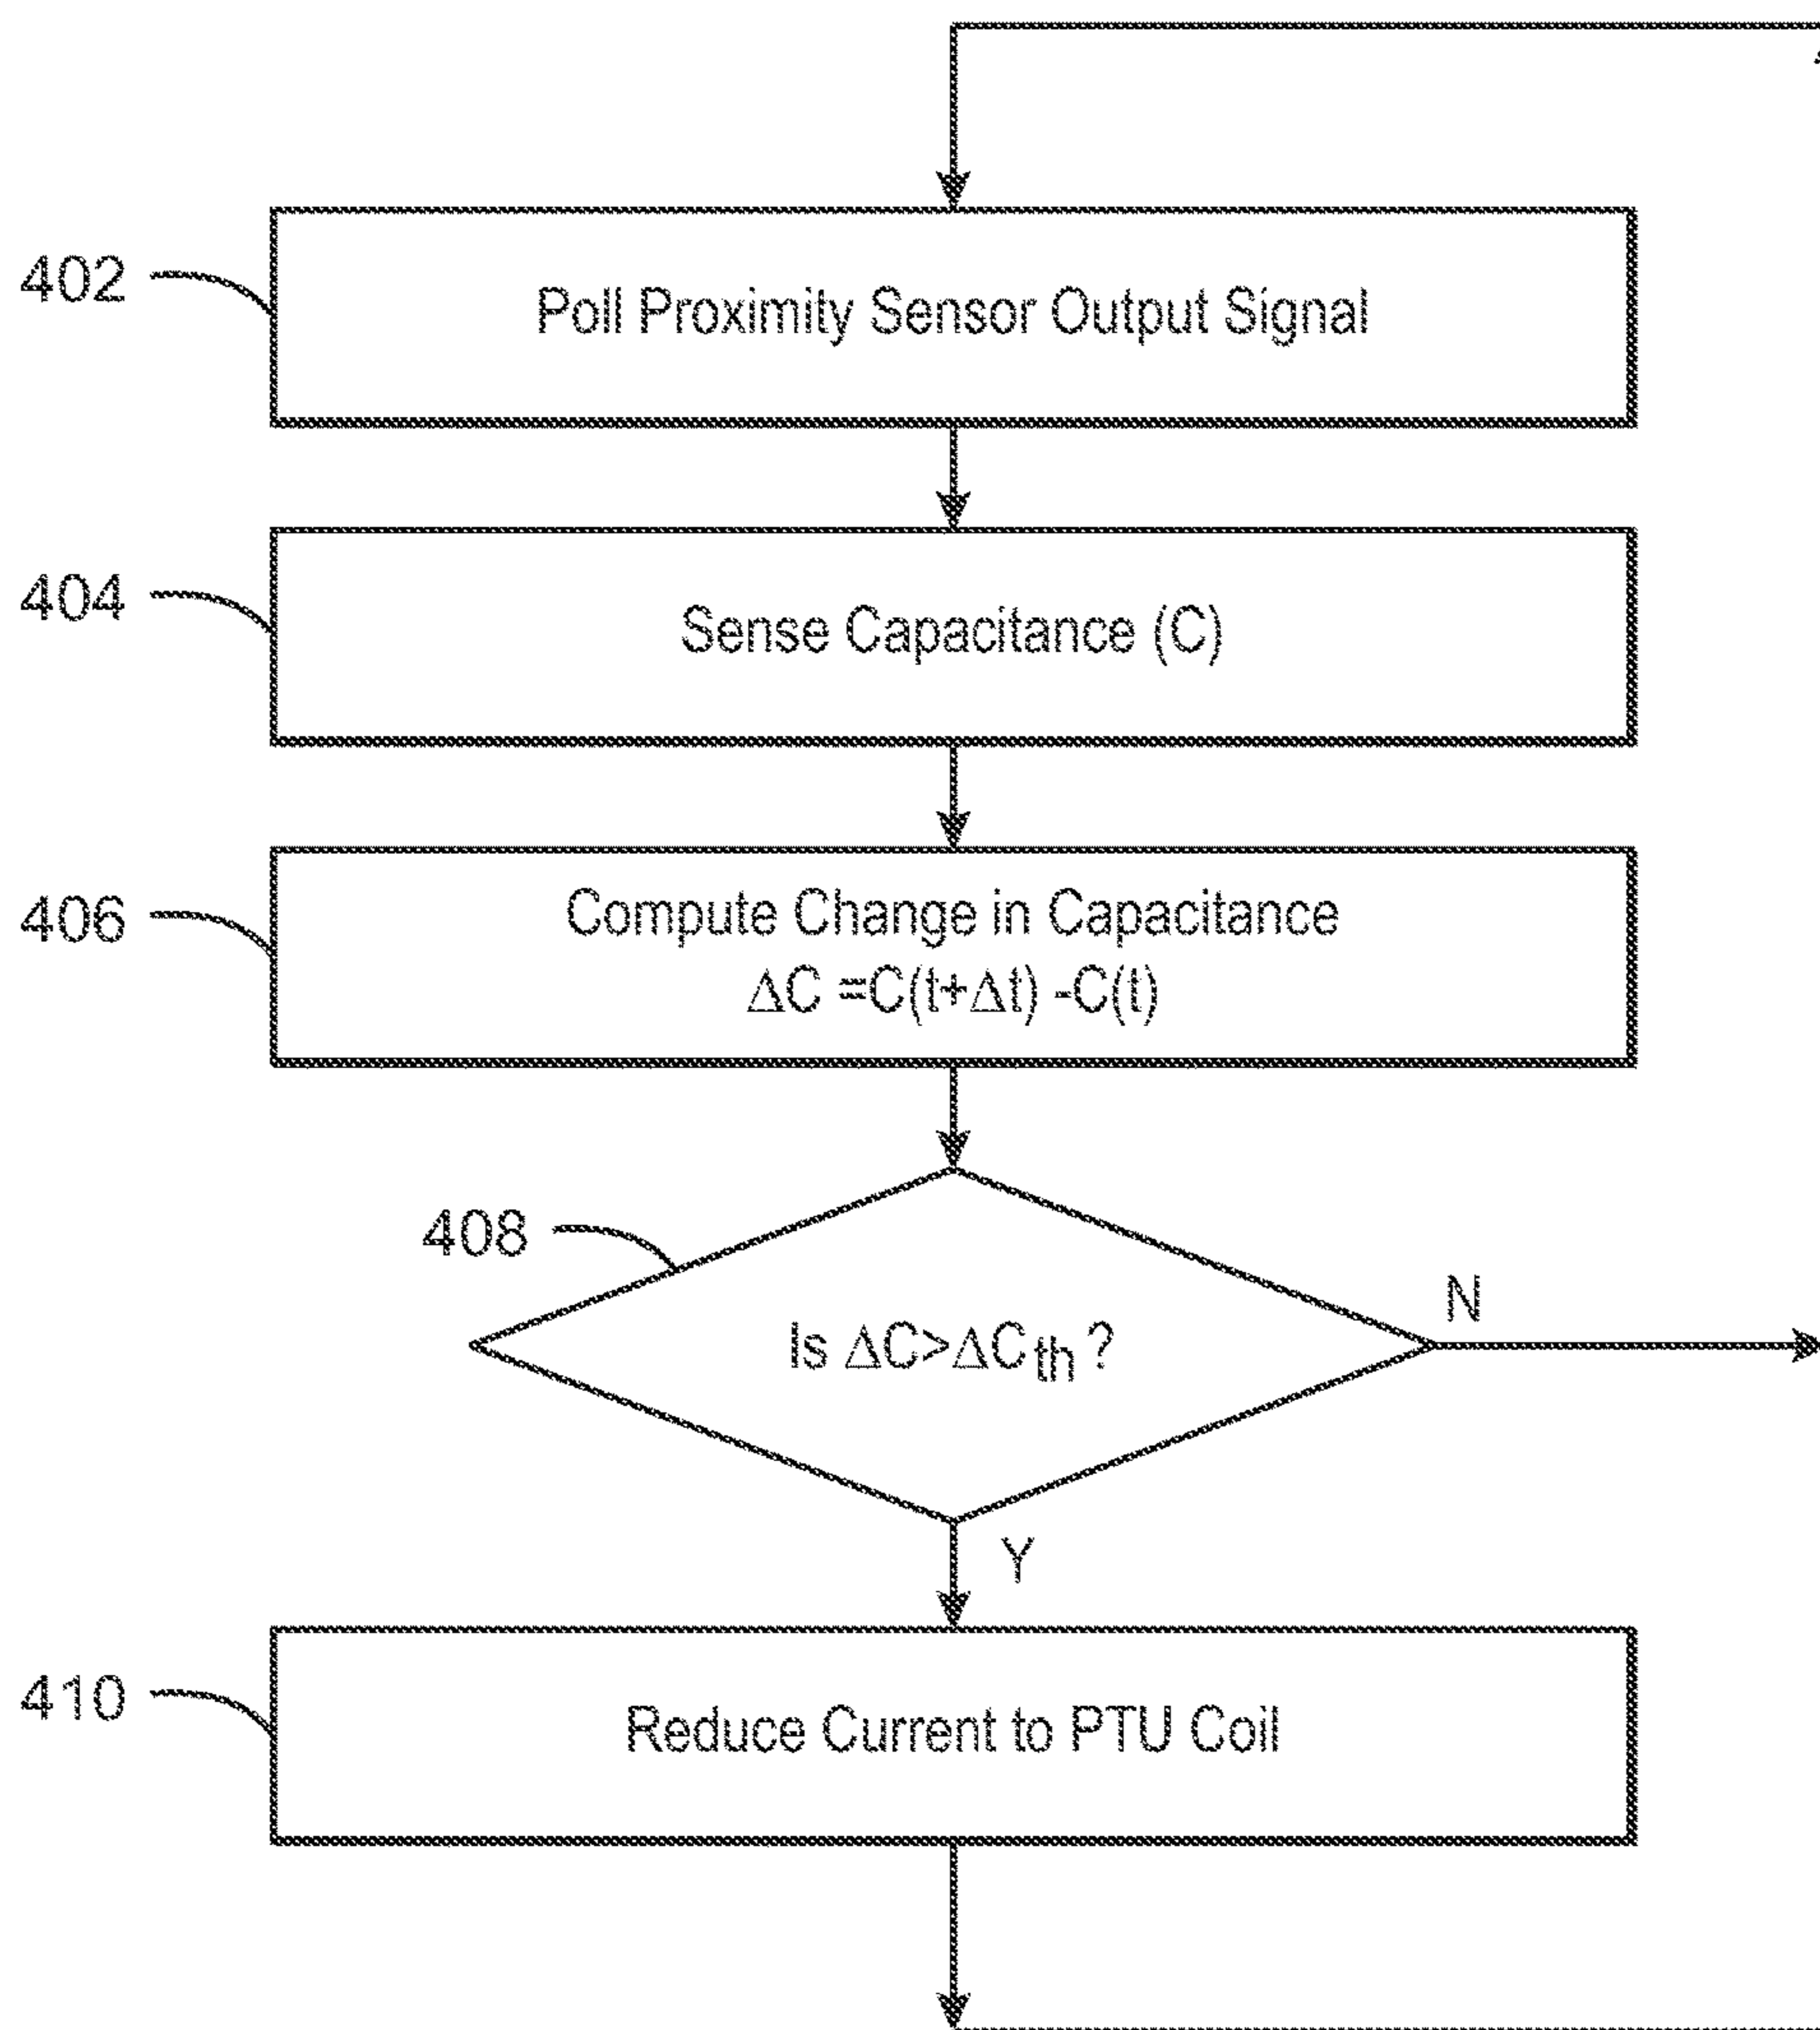 402
Poll Proximity Sensor Output Signal
404
Sense Capacitance (C)
406
Compute Change in Capacitance
ΔC =C(t+Δt) -C(t)
408
Is ΔC>ΔCth ?
N
Y
410
Reduce Current to PTU Coil